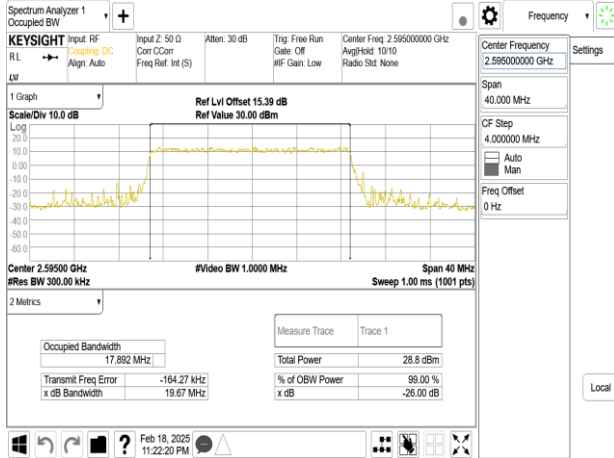 Spectrum Analyzer 1
Occupied BW
Frequency
KEYSIGHT
RL
Input: RF
Coupling: DC
Align: Auto
Input Z: 50 Ω
Corr CCorr
Freq Ref: Int (S)
Atten: 30 dB
Trig: Free Run
Gate: Off
#IF Gain: Low
Center Freq: 2.595000000 GHz
Avg|Hold: 10/10
Radio Std: None
Center Frequency
2.595000000 GHz
Settings
Span
40.000 MHz
CF Step
4.000000 MHz
Auto
Man
Freq Offset
0 Hz
Local
1 Graph
Scale/Div 10.0 dB
Ref Lvl Offset 15.39 dB
Ref Value 30.00 dBm
Log
20.0
10.0
0.00
-10.0
-20.0
-30.0
-40.0
-50.0
-60.0
Center 2.59500 GHz
#Res BW 300.00 kHz
#Video BW 1.0000 MHz
Span 40 MHz
Sweep 1.00 ms (1001 pts)
2 Metrics
Measure Trace Trace 1
Occupied Bandwidth
17.892 MHz
Total Power 28.8 dBm
Transmit Freq Error -164.27 kHz
% of OBW Power 99.00 %
x dB Bandwidth 19.67 MHz
x dB -26.00 dB
?
Feb 18, 2025
11:22:20 PM